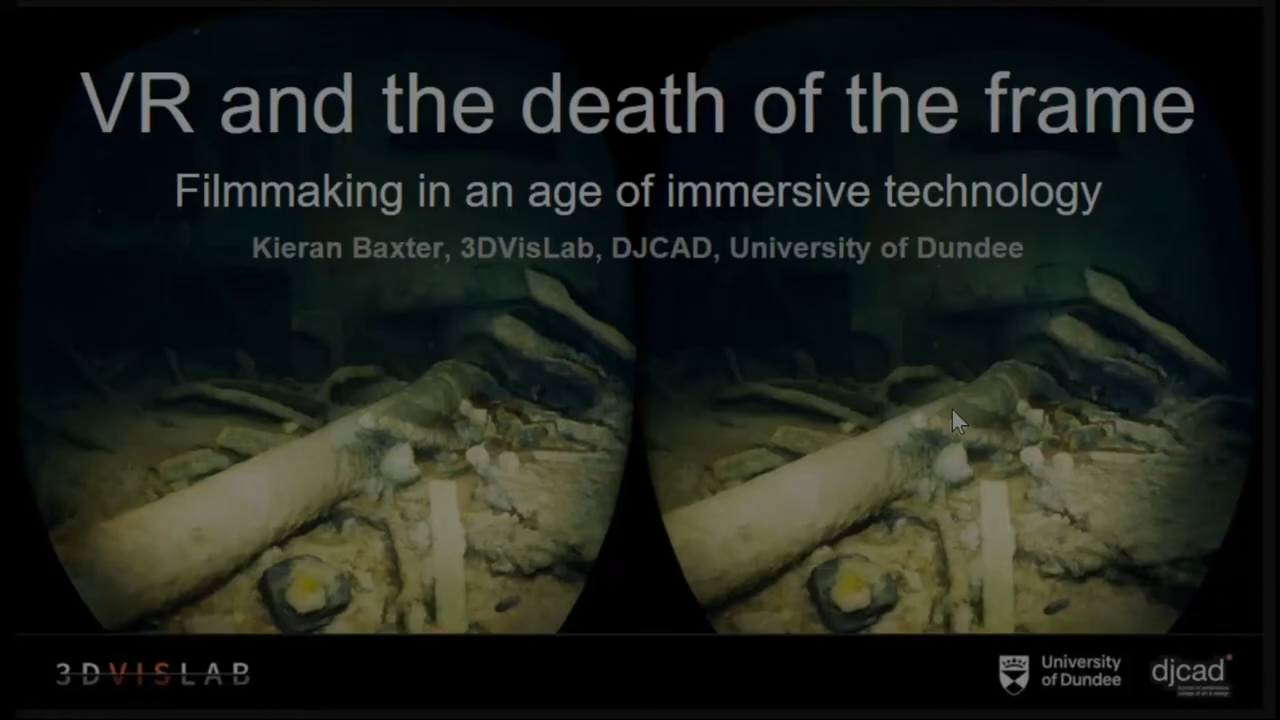 VR and the death of the frame
Filmmaking in an age of immersive technology
Kieran Baxter, 3DVisLab, DJCAD, University of Dundee
3DVISLAB
University
of Dundee
djcad